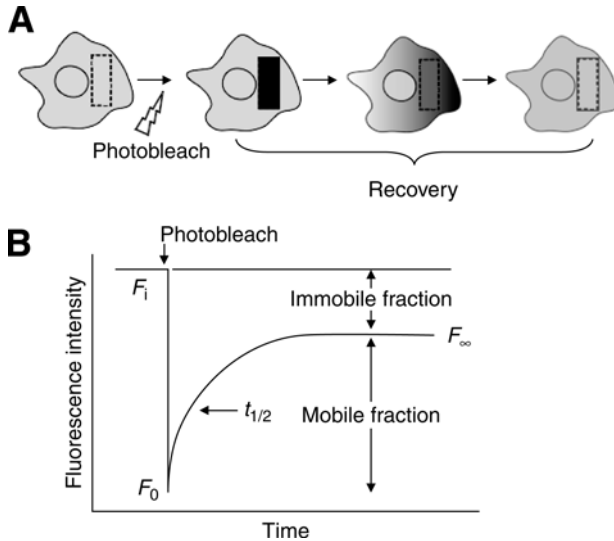 A
Photobleach
Recovery
B
Photobleach
Fi
Immobile fraction
F∞
Fluorescence intensity
t1/2
Mobile fraction
F0
Time